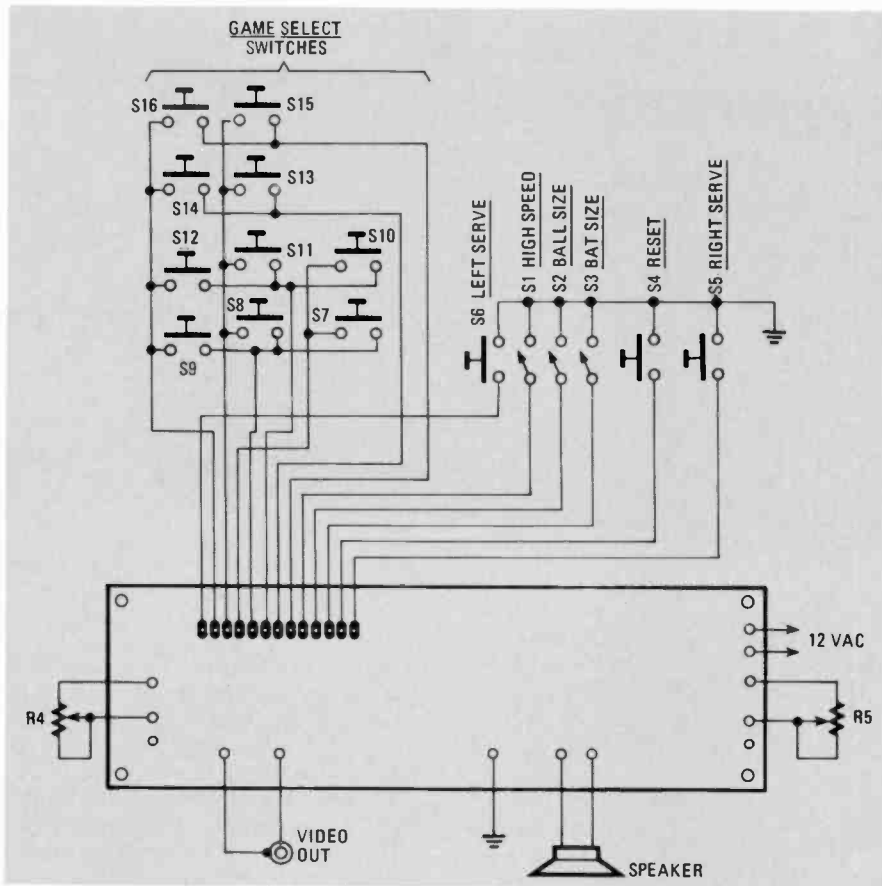 GAME SELECT
SWITCHES
S16
S15
S14
S13
S12
S11
S10
S9
S8
S7
S6 LEFT SERVE
S1 HIGH SPEED
S2 BALL SIZE
S3 BAT SIZE
S4 RESET
S5 RIGHT SERVE
12 VAC
R4
R5
VIDEO
OUT
SPEAKER